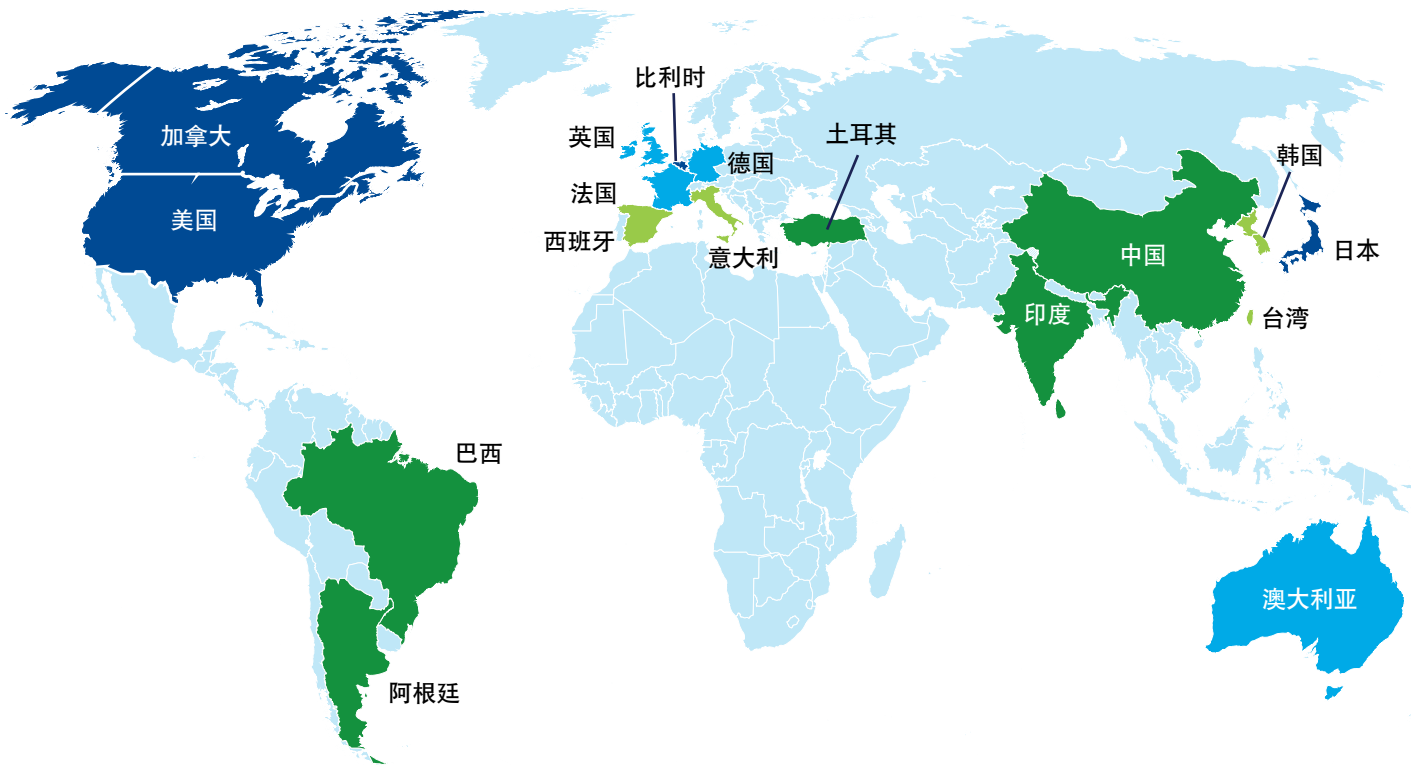 比利时
英国
加拿大
土耳其
德国
韩国
法国
美国
西班牙
意大利
日本
中国
印度
台湾
巴西
澳大利亚
阿根廷